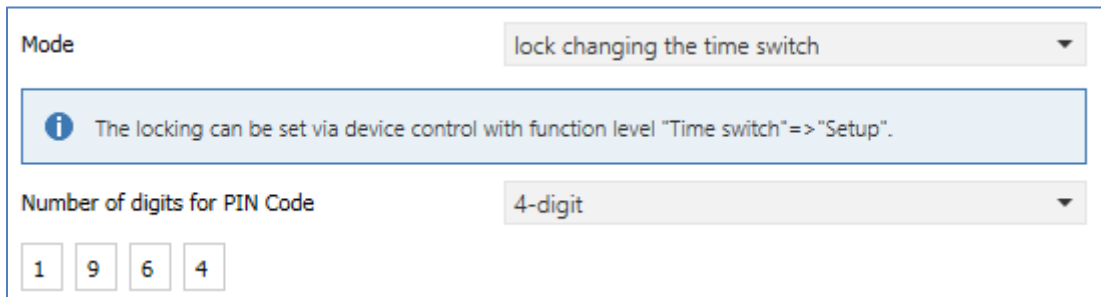 Mode lock changing the time switch
The locking can be set via device control with function level "Time switch"=>"Setup".
Number of digits for PIN Code 4-digit
1 9 6 4